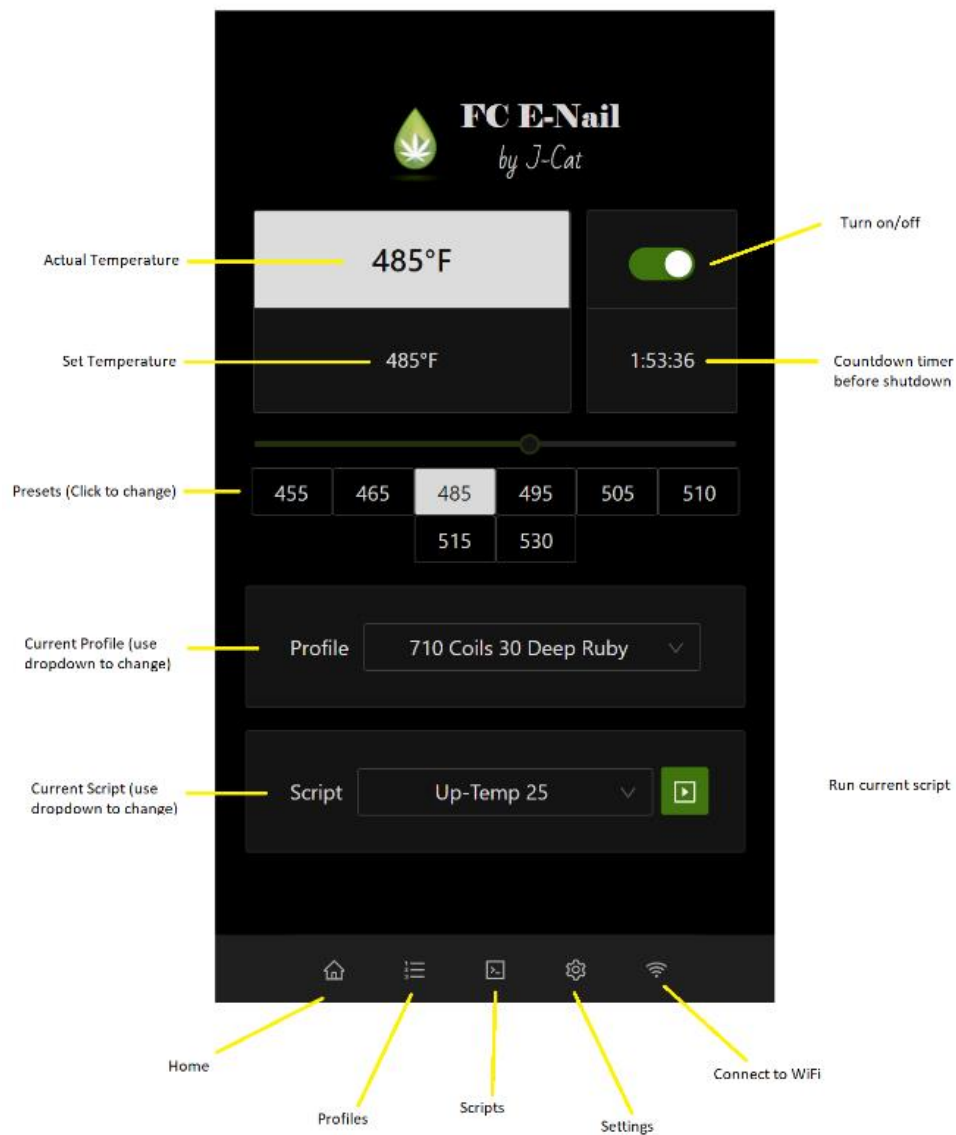 FC E-Nail
by J-Cat
Turn on/off
Actual Temperature
485°F
Set Temperature
485°F
1:53:36
Countdown timer
before shutdown
Presets (Click to change)
455 465 485 495 505 510
515 530
Current Profile (use
dropdown to change)
Profile
710 Coils 30 Deep Ruby
Current Script (use
dropdown to change)
Script
Up-Temp 25
Run current script
Home
Profiles
Scripts
Settings
Connect to WiFi